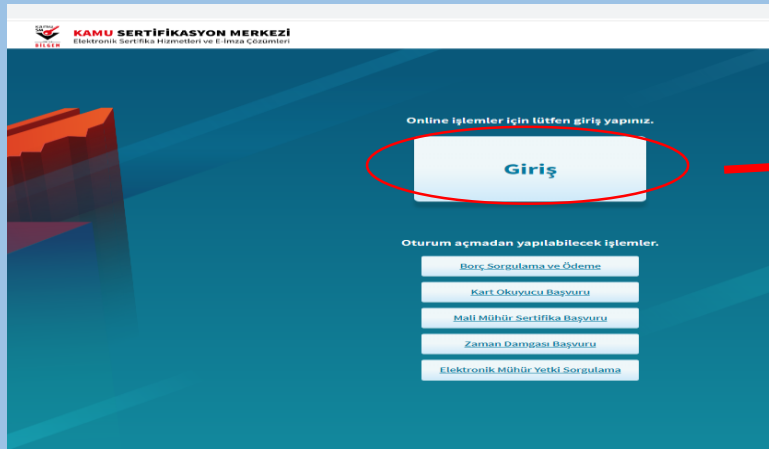 BİLGEM
KAMU SERTİFİKASYON MERKEZİ
Elektronik Sertifika Hizmetleri ve E-İmza Çözümleri
Online işlemler için lütfen giriş yapınız.
Giriş
Oturum açmadan yapılabilecek işlemler.
Borç Sorgulama ve Ödeme
Kart Okuyucu Başvuru
Mali Mühür Sertifika Başvuru
Zaman Damgası Başvuru
Elektronik Mühür Yetki Sorgulama